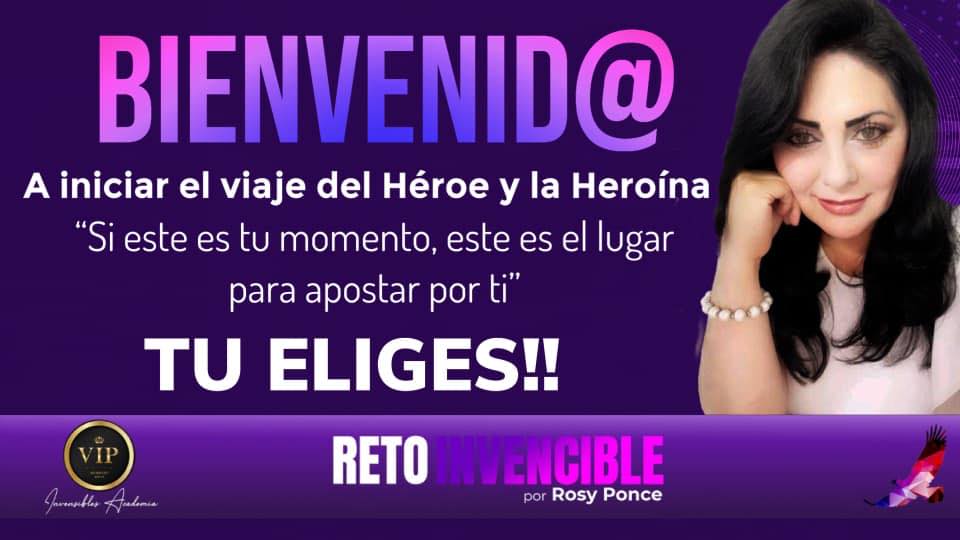 BIENVENID@
A iniciar el viaje del Héroe y la Heroína
“Si este es tu momento, este es el lugar
para apostar por ti”
TU ELIGES!!
VIP
Invensibles Academia
RETO INVENCIBLE
por Rosy Ponce